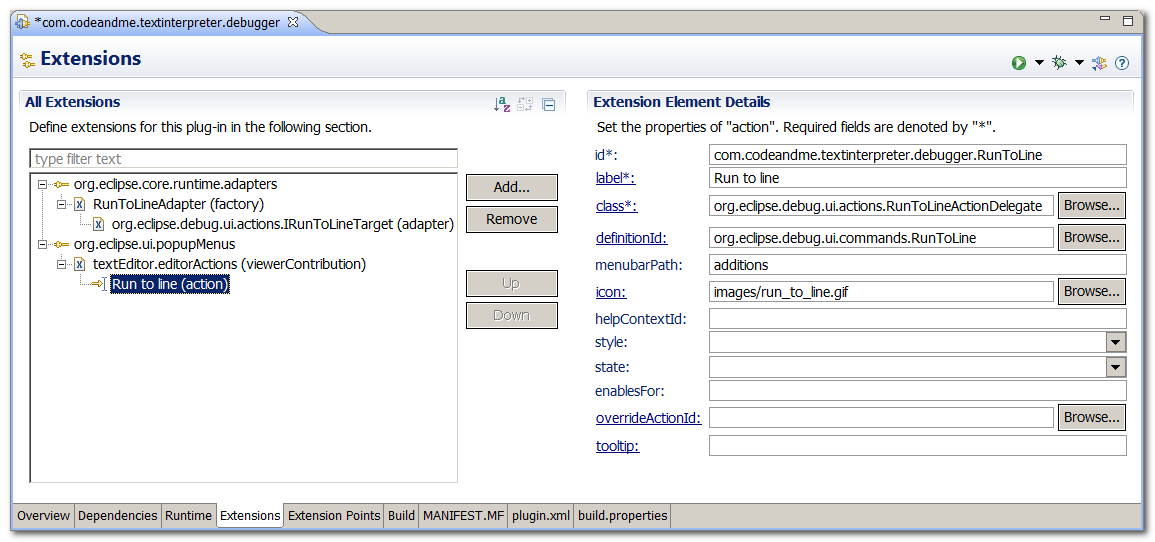 *com.codeandme.textinterpreter.debugger
Extensions
All Extensions
Define extensions for this plug-in in the following section.
type filter text
org.eclipse.core.runtime.adapters
RunToLineAdapter (factory)
org.eclipse.debug.ui.actions.IRunToLineTarget (adapter)
org.eclipse.ui.popupMenus
textEditor.editorActions (viewerContribution)
Run to line (action)
Add...
Remove
Up
Down
Extension Element Details
Set the properties of "action". Required fields are denoted by "*".
id*: com.codeandme.textinterpreter.debugger.RunToLine
label*: Run to line
class*: org.eclipse.debug.ui.actions.RunToLineActionDelegate Browse...
definitionId: org.eclipse.debug.ui.commands.RunToLine Browse...
menubarPath: additions
icon: images/run_to_line.gif Browse...
helpContextId:
style:
state:
enablesFor:
overrideActionId: Browse...
tooltip:
Overview Dependencies Runtime Extensions Extension Points Build MANIFEST.MF plugin.xml build.properties